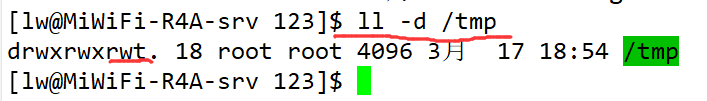 [lw@MiWiFi-R4A-srv 123]$ ll -d /tmp
drwxrwxrwt. 18 root root 4096 3月  17 18:54 /tmp
[lw@MiWiFi-R4A-srv 123]$